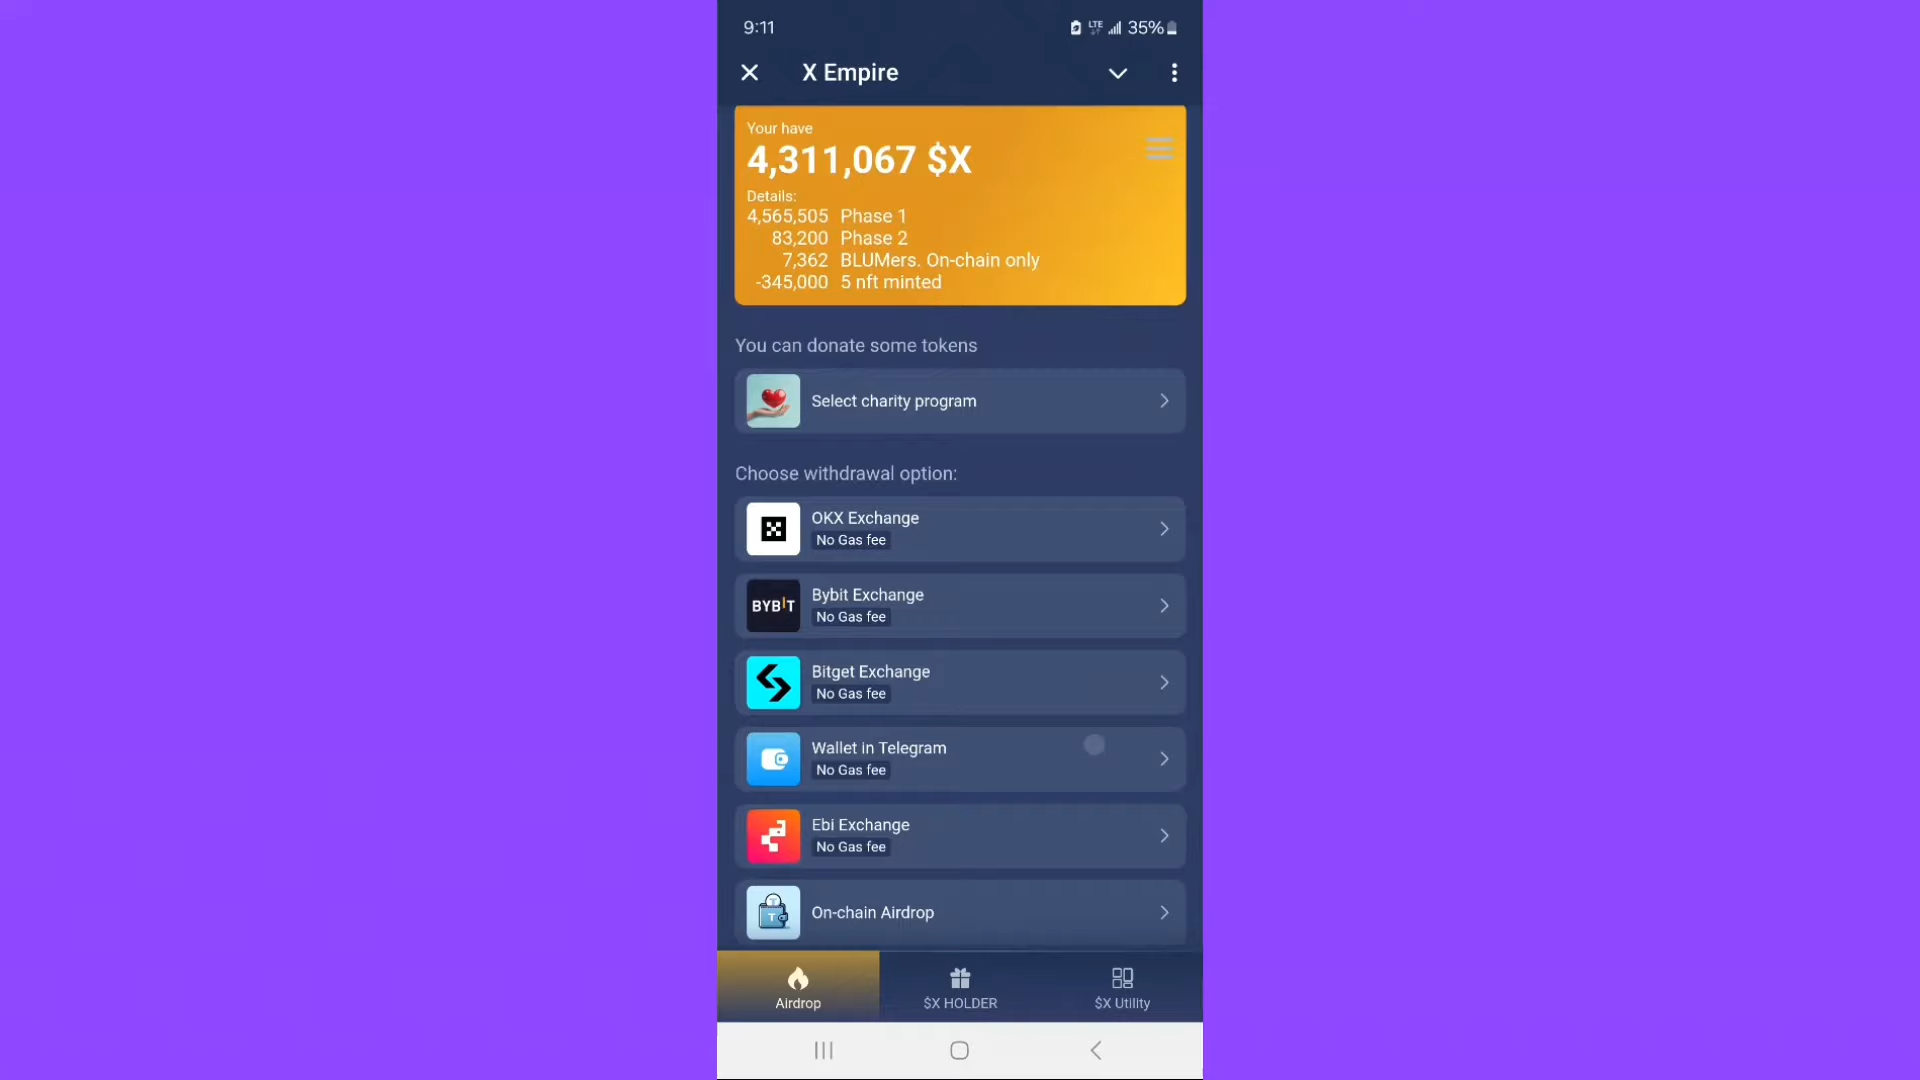 9:11
LTE
35%
X Empire
Your have
4,311,067 $X
Details:
4,565,505 Phase 1
83,200 Phase 2
7,362 BLUMers. On-chain only
-345,000 5 nft minted
You can donate some tokens
Select charity program
Choose withdrawal option:
OKX Exchange
No Gas fee
BYBIT
Bybit Exchange
No Gas fee
Bitget Exchange
No Gas fee
Wallet in Telegram
No Gas fee
Ebi Exchange
No Gas fee
T
T
On-chain Airdrop
Airdrop
$X HOLDER
$X Utility